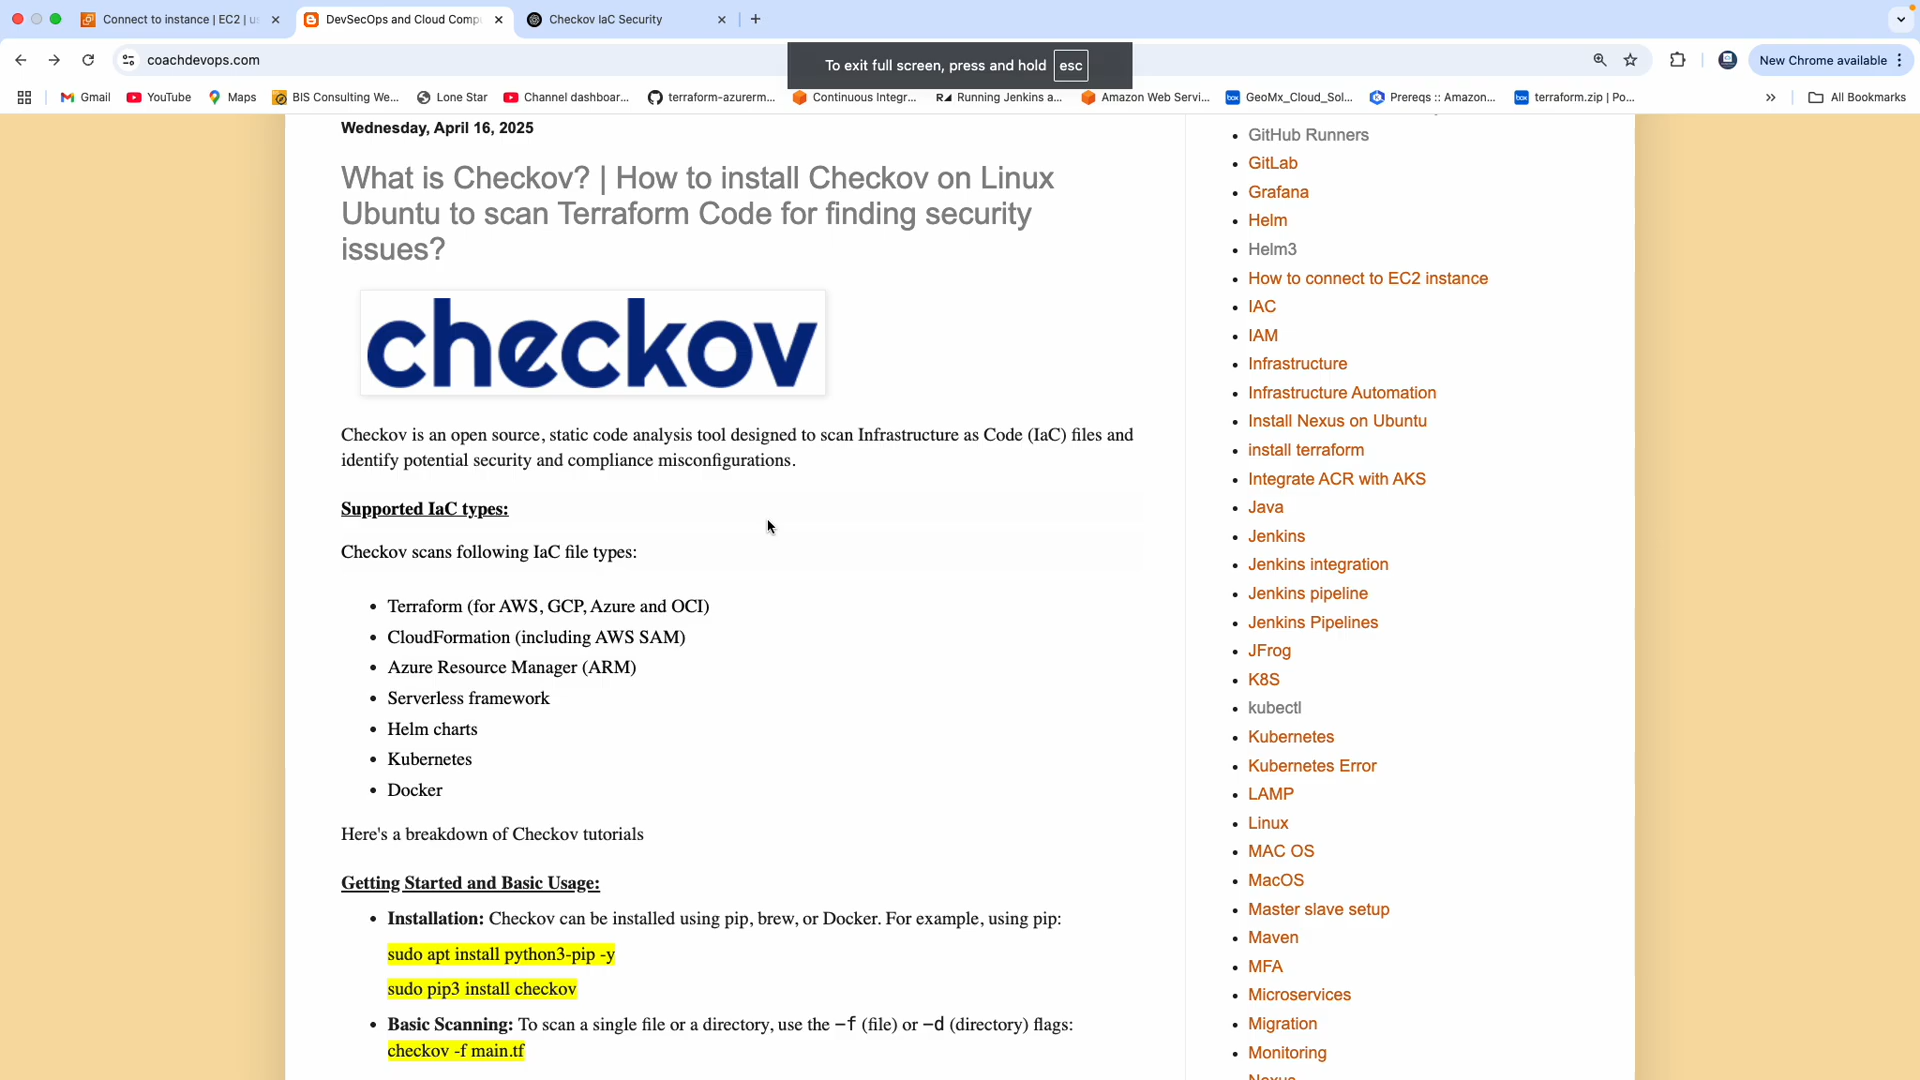 Connect to instance | EC2 | u
DevSecOps and Cloud Comp
Checkov IaC Security
coachdevops.com
To exit full screen, press and hold esc
New Chrome available
Gmail
YouTube
Maps
BIS Consulting We...
Lone Star
Channel dashboar...
terraform-azurerm...
Continuous Integr...
Running Jenkins a...
Amazon Web Servi...
GeoMx_Cloud_Sol...
Prereqs :: Amazon...
terraform.zip | Po...
All Bookmarks
Wednesday, April 16, 2025
What is Checkov? | How to install Checkov on Linux
Ubuntu to scan Terraform Code for finding security
issues?
checkov
Checkov is an open source, static code analysis tool designed to scan Infrastructure as Code (IaC) files and
identify potential security and compliance misconfigurations.
Supported IaC types:
Checkov scans following IaC file types:
• Terraform (for AWS, GCP, Azure and OCI)
• CloudFormation (including AWS SAM)
• Azure Resource Manager (ARM)
• Serverless framework
• Helm charts
• Kubernetes
• Docker
Here's a breakdown of Checkov tutorials
Getting Started and Basic Usage:
• Installation: Checkov can be installed using pip, brew, or Docker. For example, using pip:
sudo apt install python3-pip -y
sudo pip3 install checkov
• Basic Scanning: To scan a single file or a directory, use the -f (file) or -d (directory) flags:
checkov -f main.tf
• GitHub Runners
• GitLab
• Grafana
• Helm
• Helm3
• How to connect to EC2 instance
• IAC
• IAM
• Infrastructure
• Infrastructure Automation
• Install Nexus on Ubuntu
• install terraform
• Integrate ACR with AKS
• Java
• Jenkins
• Jenkins integration
• Jenkins pipeline
• Jenkins Pipelines
• JFrog
• K8S
• kubectl
• Kubernetes
• Kubernetes Error
• LAMP
• Linux
• MAC OS
• MacOS
• Master slave setup
• Maven
• MFA
• Microservices
• Migration
• Monitoring